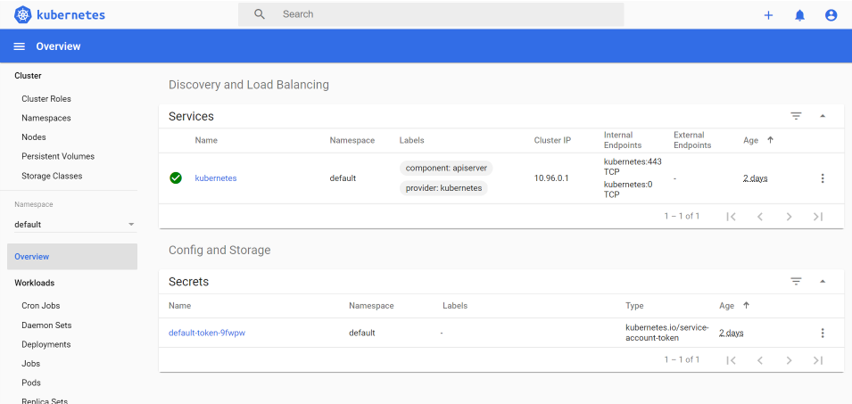 kubernetes
Search
Overview
Cluster
Cluster Roles
Namespaces
Nodes
Persistent Volumes
Storage Classes
Namespace
default
Overview
Workloads
Cron Jobs
Daemon Sets
Deployments
Jobs
Pods
Replica Sets
Discovery and Load Balancing
Services
Name Namespace Labels Cluster IP Internal Endpoints External Endpoints Age
kubernetes default component: apiserver provider: kubernetes 10.96.0.1 kubernetes:443 TCP kubernetes:0 TCP - 2 days
1 – 1 of 1
Config and Storage
Secrets
Name Namespace Labels Type Age
default-token-9fwpw default - kubernetes.io/service-account-token 2 days
1 – 1 of 1